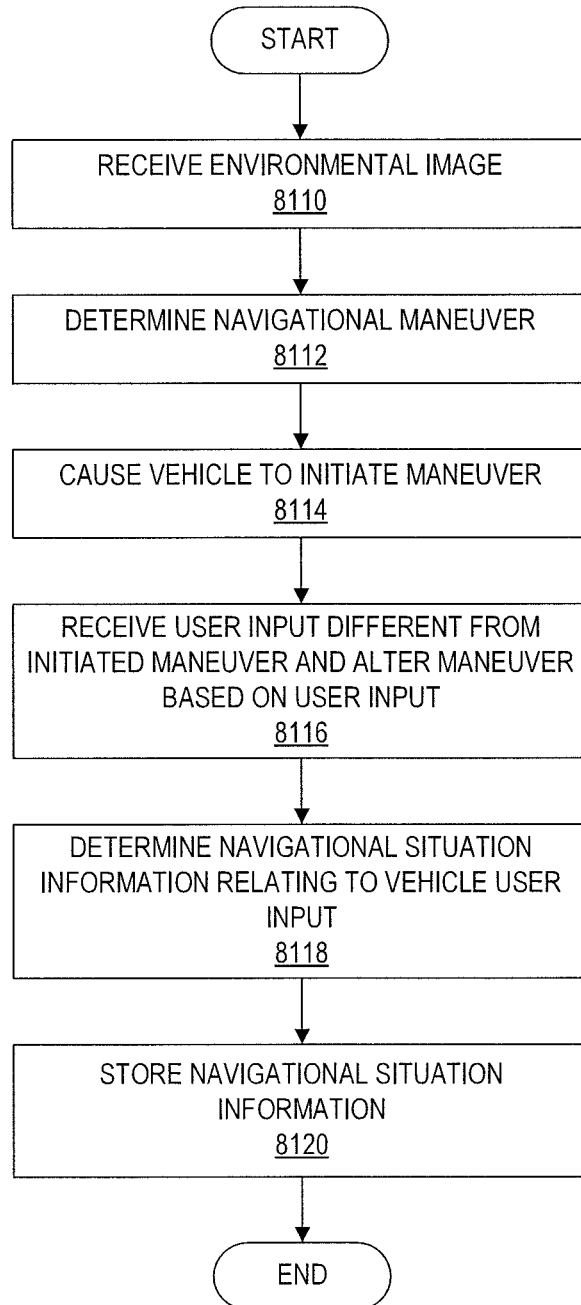 START
RECEIVE ENVIRONMENTAL IMAGE
8110
DETERMINE NAVIGATIONAL MANEUVER
8112
CAUSE VEHICLE TO INITIATE MANEUVER
8114
RECEIVE USER INPUT DIFFERENT FROM
INITIATED MANEUVER AND ALTER MANEUVER
BASED ON USER INPUT
8116
DETERMINE NAVIGATIONAL SITUATION
INFORMATION RELATING TO VEHICLE USER
INPUT
8118
STORE NAVIGATIONAL SITUATION
INFORMATION
8120
END